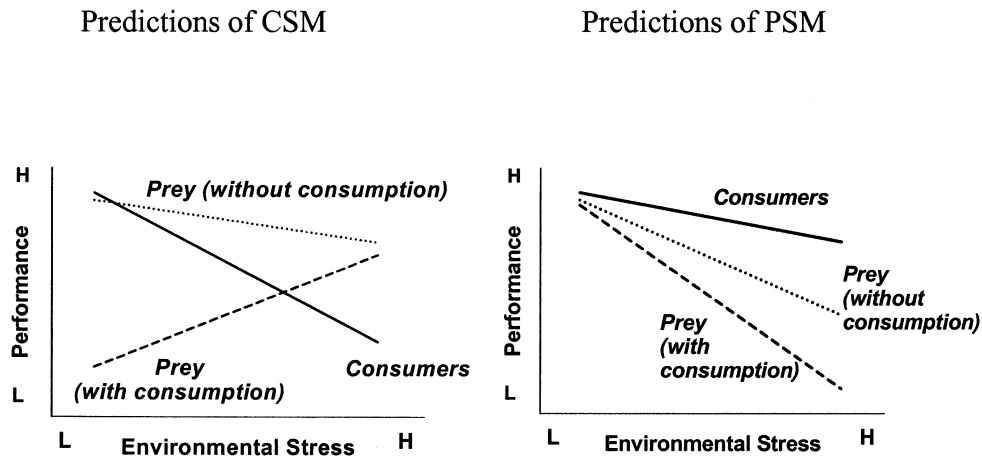 Predictions of CSM
Predictions of PSM
H
Prey (without consumption)
Performance
Prey
(with consumption)
Consumers
L
L
Environmental Stress
H
H
Consumers
Performance
Prey
(without
consumption)
Prey
(with
consumption)
L
L
Environmental Stress
H